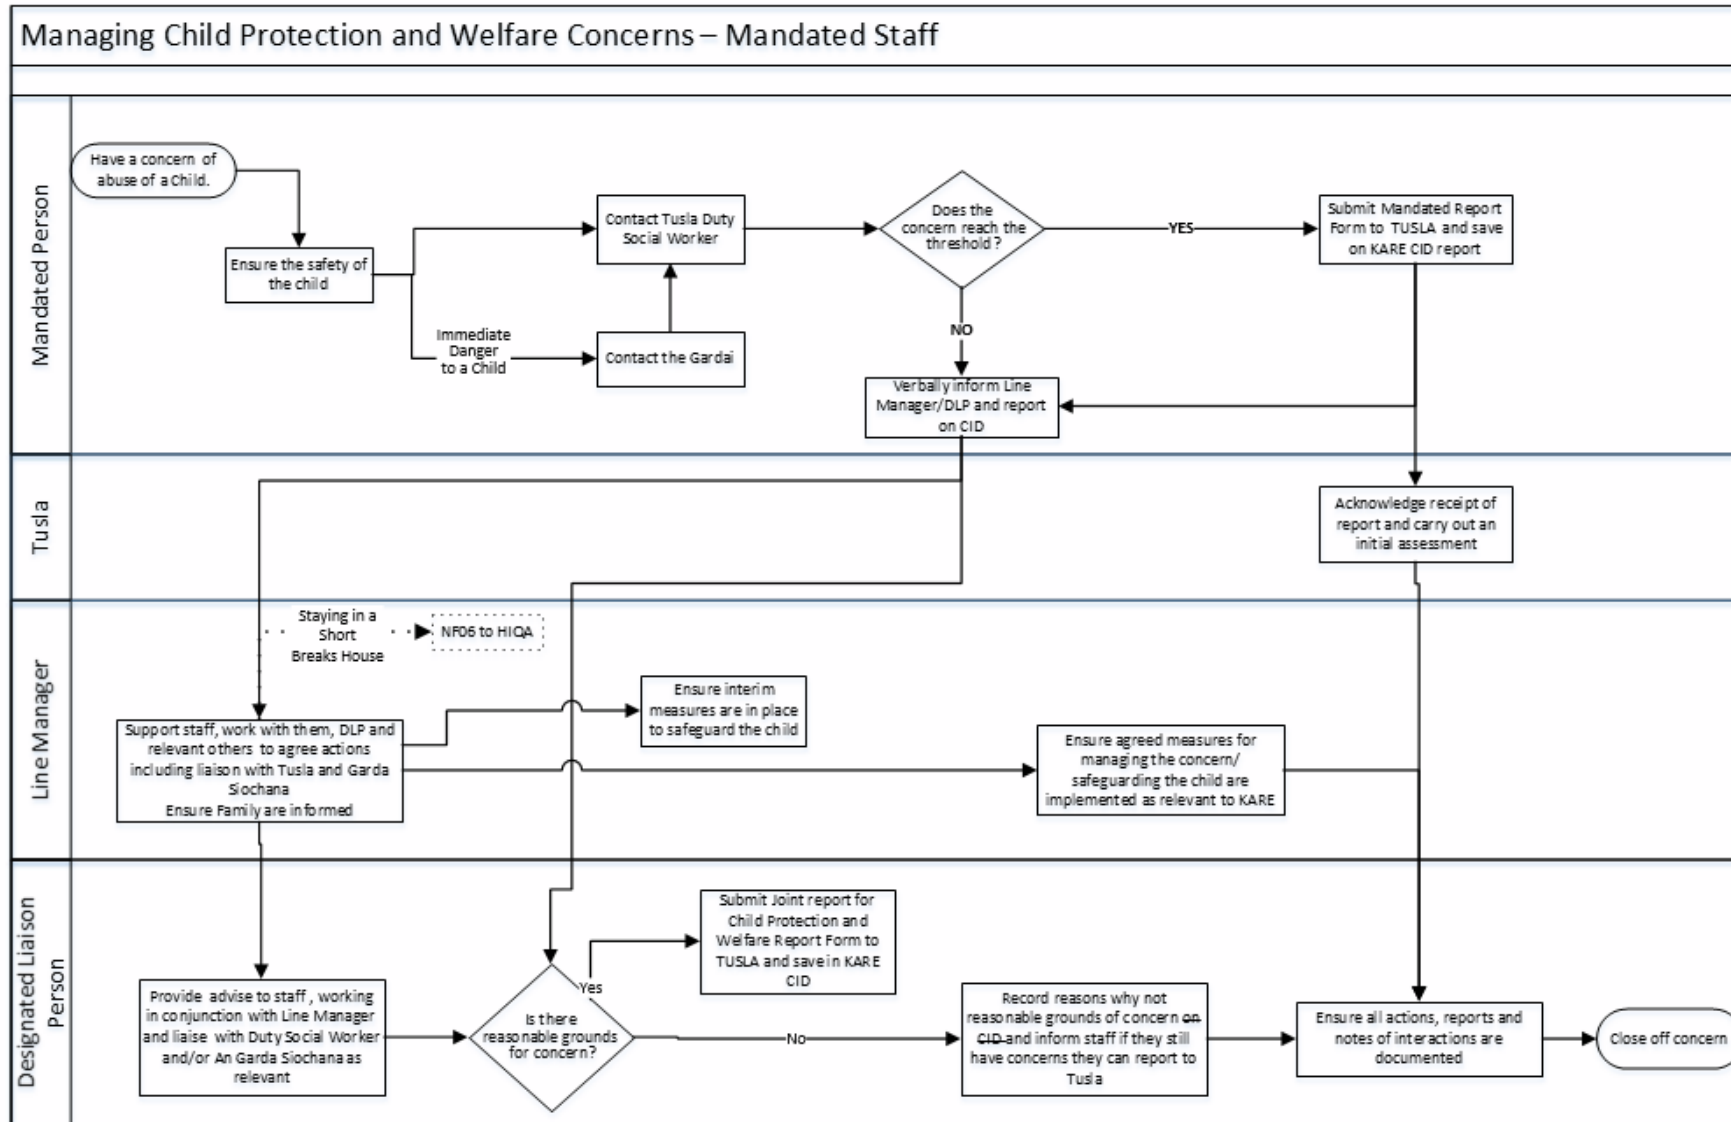 Managing Child Protection and Welfare Concerns – Mandated Staff
Mandated Person
Have a concern of
abuse of a Child.
Ensure the safety of
the child
Immediate
Danger
to a Child
Contact Tusla Duty
Social Worker
Contact the Gardai
Does the
concern reach the
threshold?
YES
NO
Submit Mandated Report
Form to TUSLA and save
on KARE CID report
Verbally inform Line
Manager/DLP and report
on CID
Tusla
Acknowledge receipt of
report and carry out an
initial assessment
Line Manager
Staying in a
Short
Breaks House
NF06 to HIQA
Support staff, work with them, DLP and
relevant others to agree actions
including liaison with Tusla and Garda
Siochana
Ensure Family are informed
Ensure interim
measures are in place
to safeguard the child
Ensure agreed measures for
managing the concern/
safeguarding the child are
implemented as relevant to KARE
Designated Liaison
Person
Provide advise to staff, working
in conjunction with Line Manager
and liaise with Duty Social Worker
and/or An Garda Siochana as
relevant
Is there
reasonable grounds
for concern?
Yes
Submit Joint report for
Child Protection and
Welfare Report Form to
TUSLA and save in KARE
CID
No
Record reasons why not
reasonable grounds of concern on
CID and inform staff if they still
have concerns they can report to
Tusla
Ensure all actions, reports and
notes of interactions are
documented
Close off concern